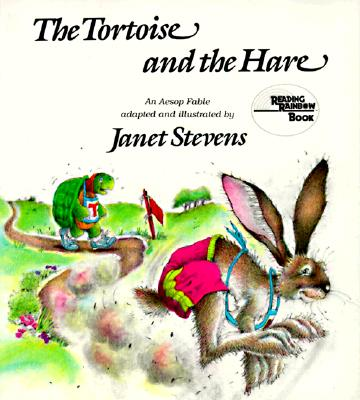 The Tortoise
and the Hare
An Aesop Fable
adapted and illustrated by
Janet Stevens
READING
RAINBOW
BOOK
T